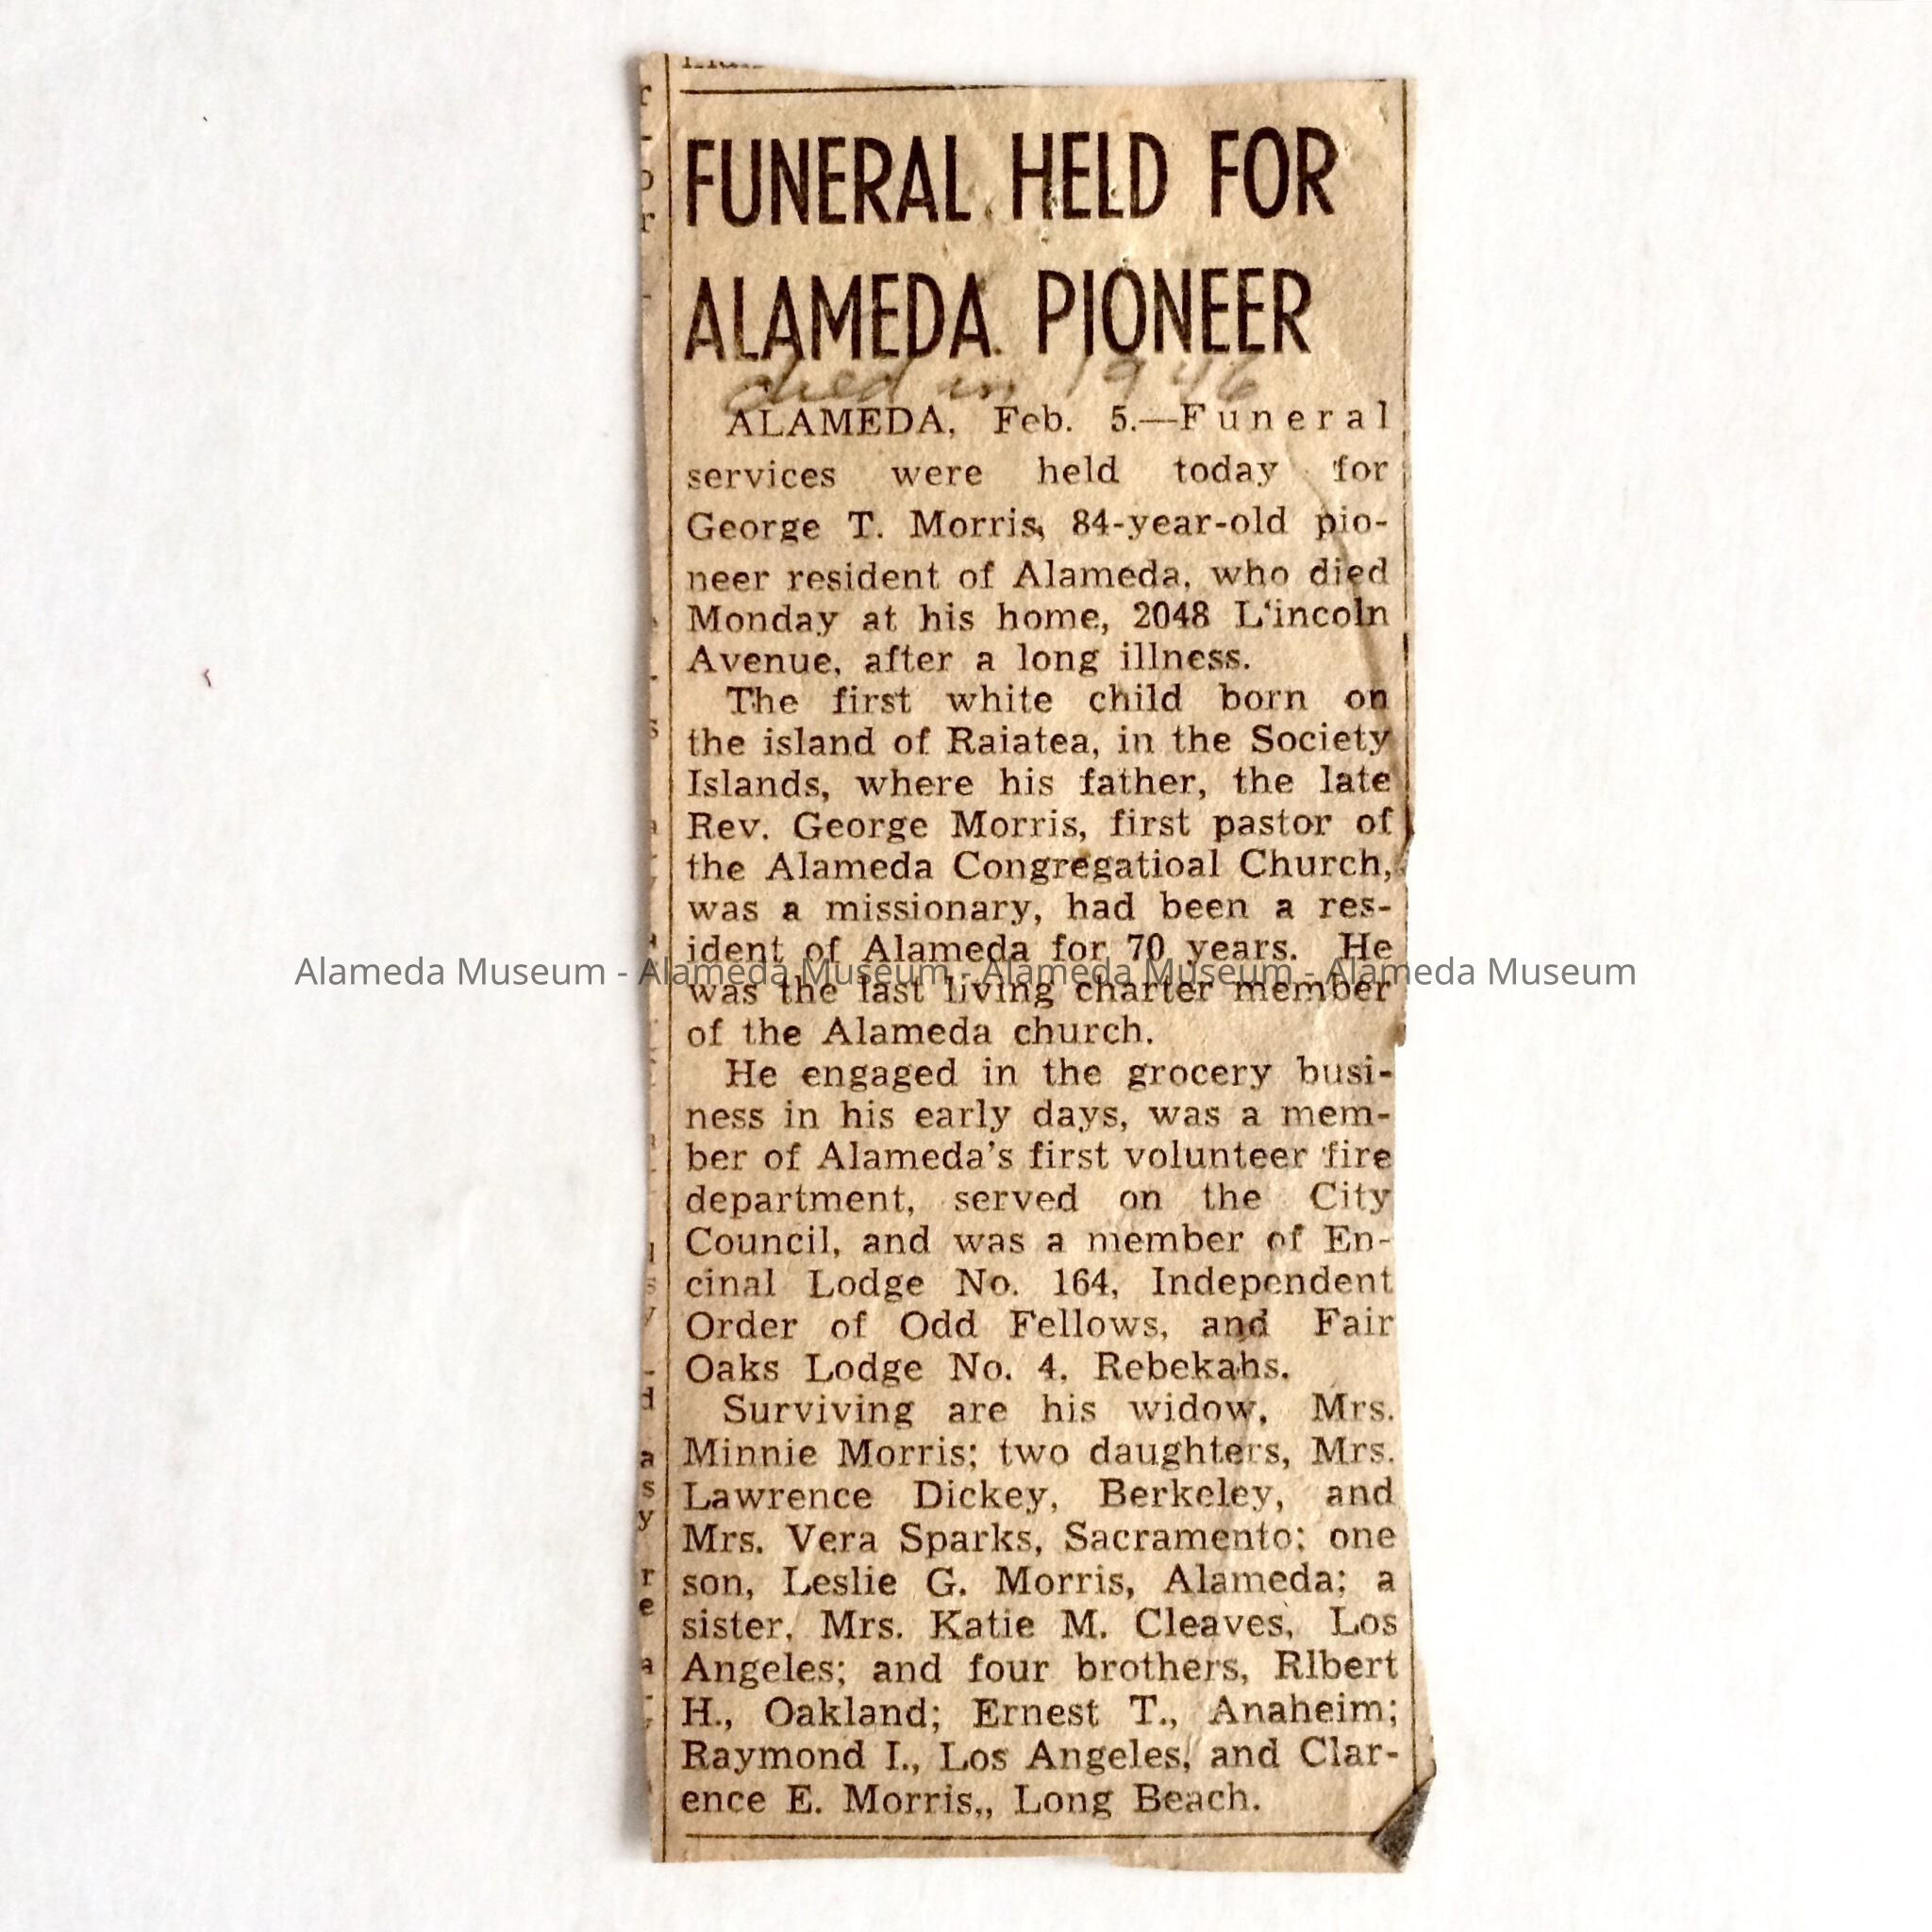 FUNERAL HELD FOR
ALAMEDA PIONEER
died in 1946
ALAMEDA, Feb. 5.—Funeral
services were held today for
George T. Morris, 84-year-old pio-
neer resident of Alameda, who died
Monday at his home, 2048 L'incoln
Avenue, after a long illness.
The first white child born on
the island of Raiatea, in the Society
Islands, where his father, the late
Rev. George Morris, first pastor of
the Alameda Congregatioal Church,
was a missionary, had been a res-
ident of Alameda for 70 years. He
Alameda Museum - Alameda Museum - Alameda Museum - Alameda Museum
was the last living charter member
of the Alameda church.
He engaged in the grocery busi-
ness in his early days, was a mem-
ber of Alameda's first volunteer fire
department, served on the City
Council, and was a member of En-
cinal Lodge No. 164, Independent
Order of Odd Fellows, and Fair
Oaks Lodge No. 4, Rebekahs.
Surviving are his widow, Mrs.
Minnie Morris; two daughters, Mrs.
Lawrence Dickey, Berkeley, and
Mrs. Vera Sparks, Sacramento; one
son, Leslie G. Morris, Alameda; a
sister, Mrs. Katie M. Cleaves, Los
Angeles; and four brothers, Rlbert
H., Oakland; Ernest T., Anaheim;
Raymond I., Los Angeles, and Clar-
ence E. Morris,, Long Beach.